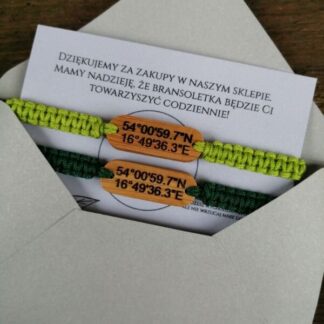 DZIĘKUJEMY ZA ZAKUPY W NASZYM SKLEPIE.
MAMY NADZIEJĘ, ŻE BRANSOLETKA BĘDZIE CI
TOWARZYSZYĆ CODZIENNIE!
54°00'59.7"N
16°49'36.3"E
54°00'59.7"N
16°49'36.3"E